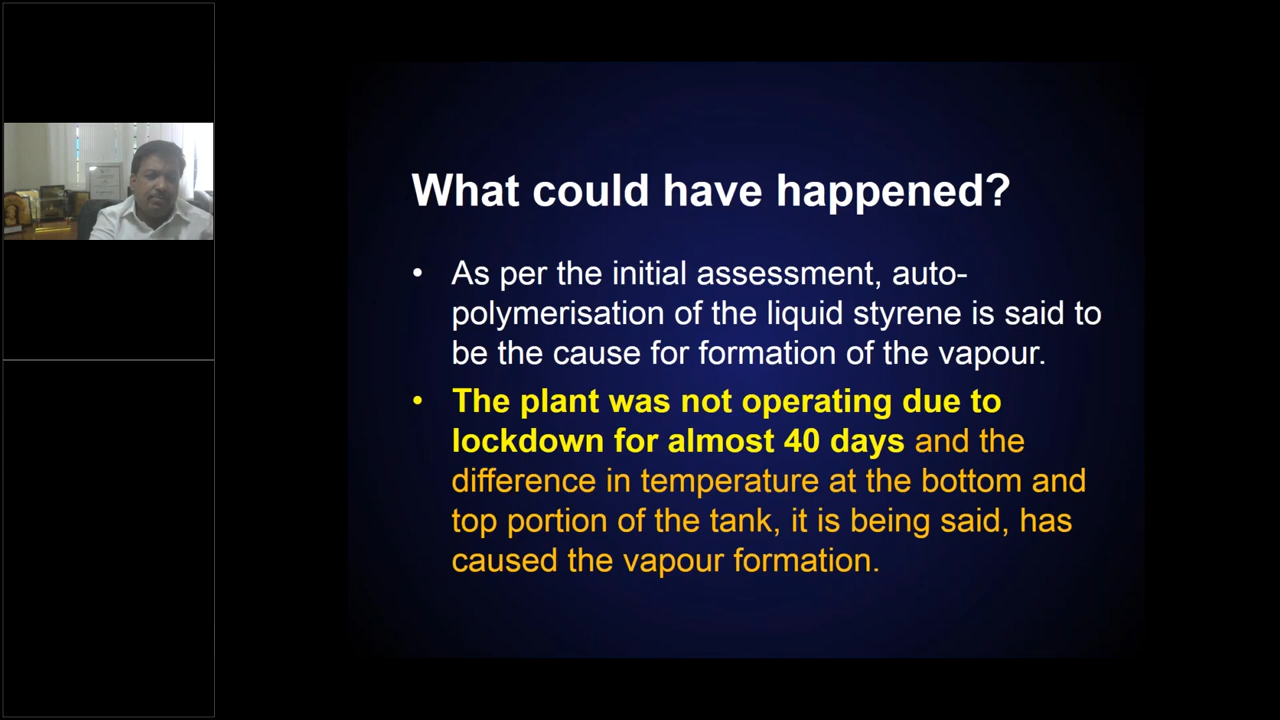 What could have happened?
• As per the initial assessment, auto-
polymerisation of the liquid styrene is said to
be the cause for formation of the vapour.
• The plant was not operating due to
lockdown for almost 40 days and the
difference in temperature at the bottom and
top portion of the tank, it is being said, has
caused the vapour formation.